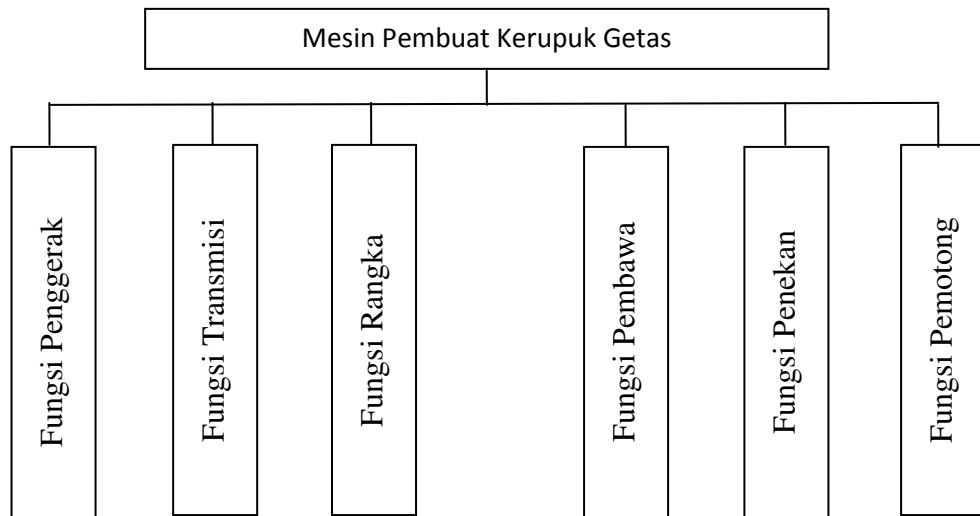 Mesin Pembuat Kerupuk Getas
Fungsi Penggerak
Fungsi Transmisi
Fungsi Rangka
Fungsi Pembawa
Fungsi Penekan
Fungsi Pemotong